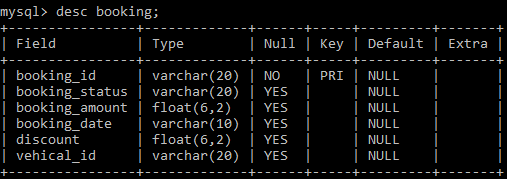 mysql> desc booking;
+----------------+-------------+------+-----+---------+-------+
| Field          | Type        | Null | Key | Default | Extra |
+----------------+-------------+------+-----+---------+-------+
| booking_id     | varchar(20) | NO   | PRI | NULL    |       |
| booking_status | varchar(20) | YES  |     | NULL    |       |
| booking_amount | float(6,2)  | YES  |     | NULL    |       |
| booking_date   | varchar(10) | YES  |     | NULL    |       |
| discount       | float(6,2)  | YES  |     | NULL    |       |
| vehical_id     | varchar(20) | YES  |     | NULL    |       |
+----------------+-------------+------+-----+---------+-------+